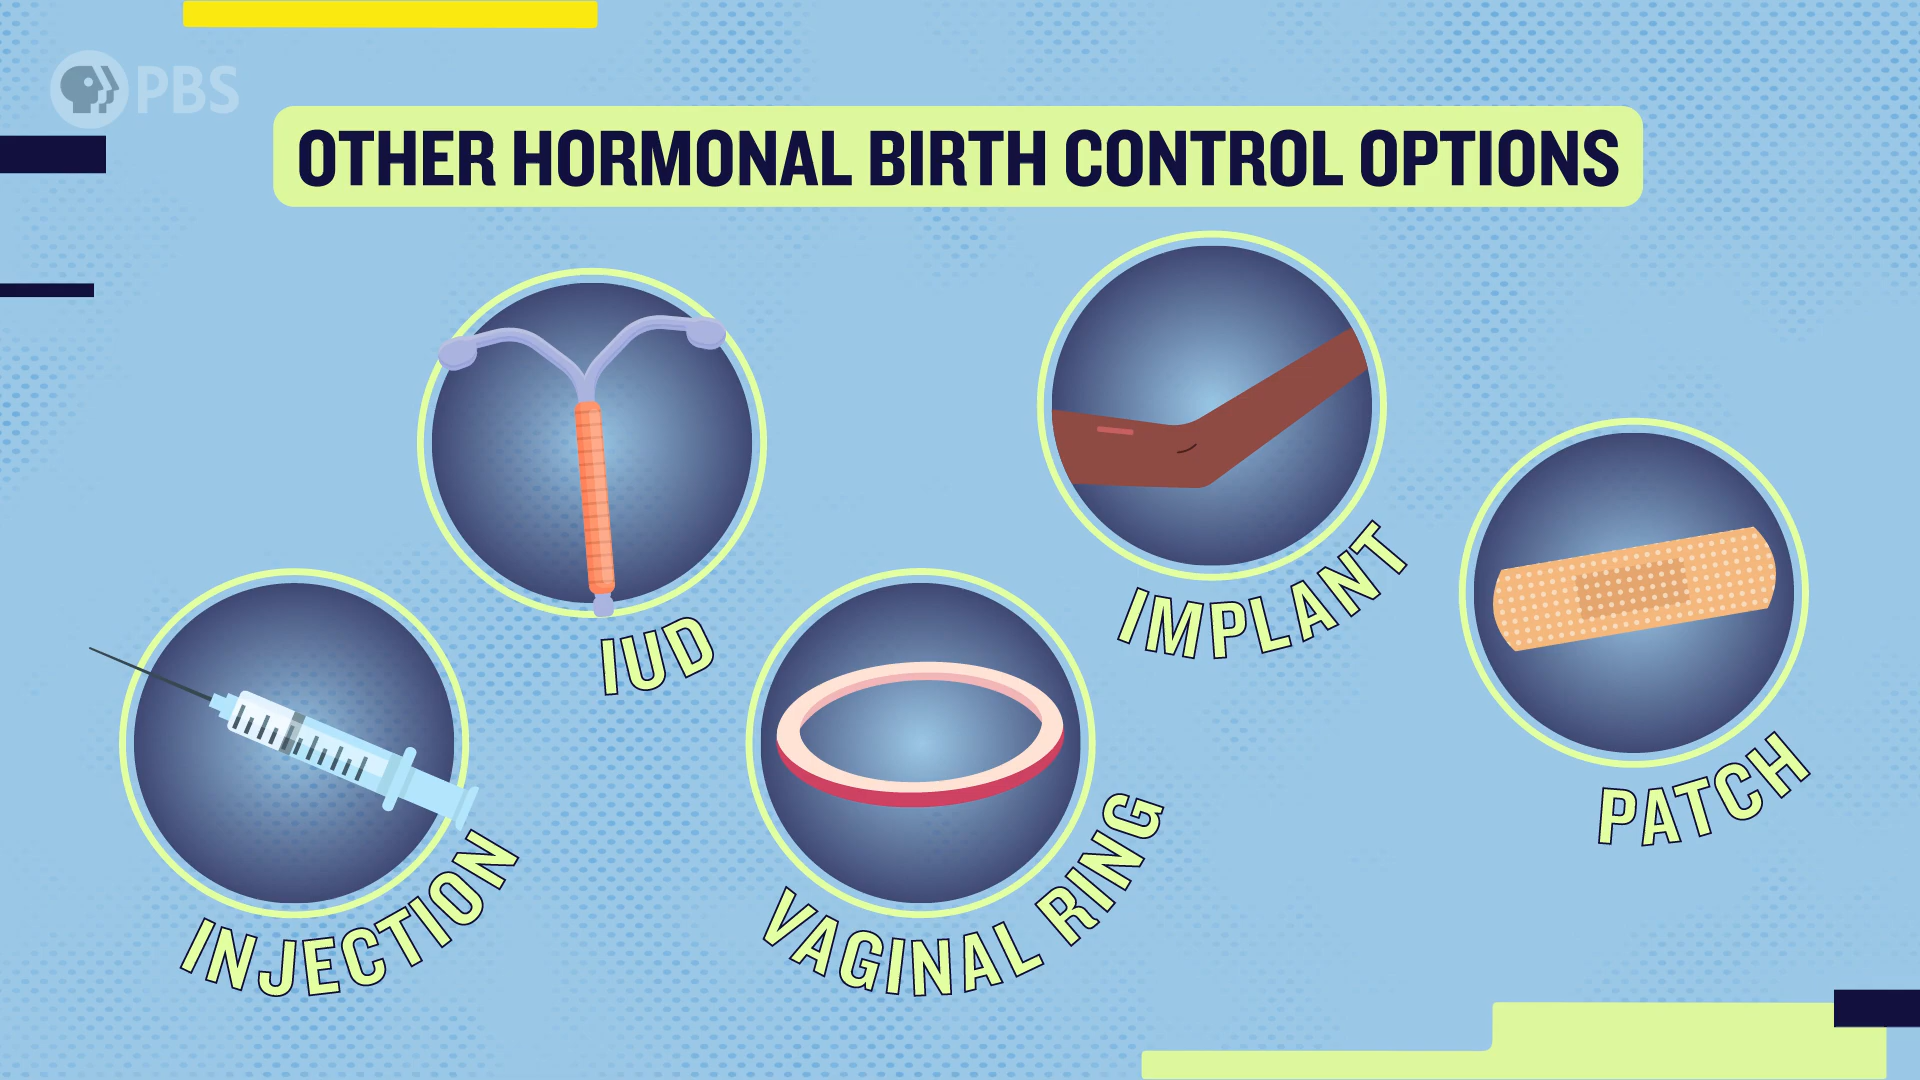 PBS
OTHER HORMONAL BIRTH CONTROL OPTIONS
INJECTION
IUD
VAGINAL RING
IMPLANT
PATCH